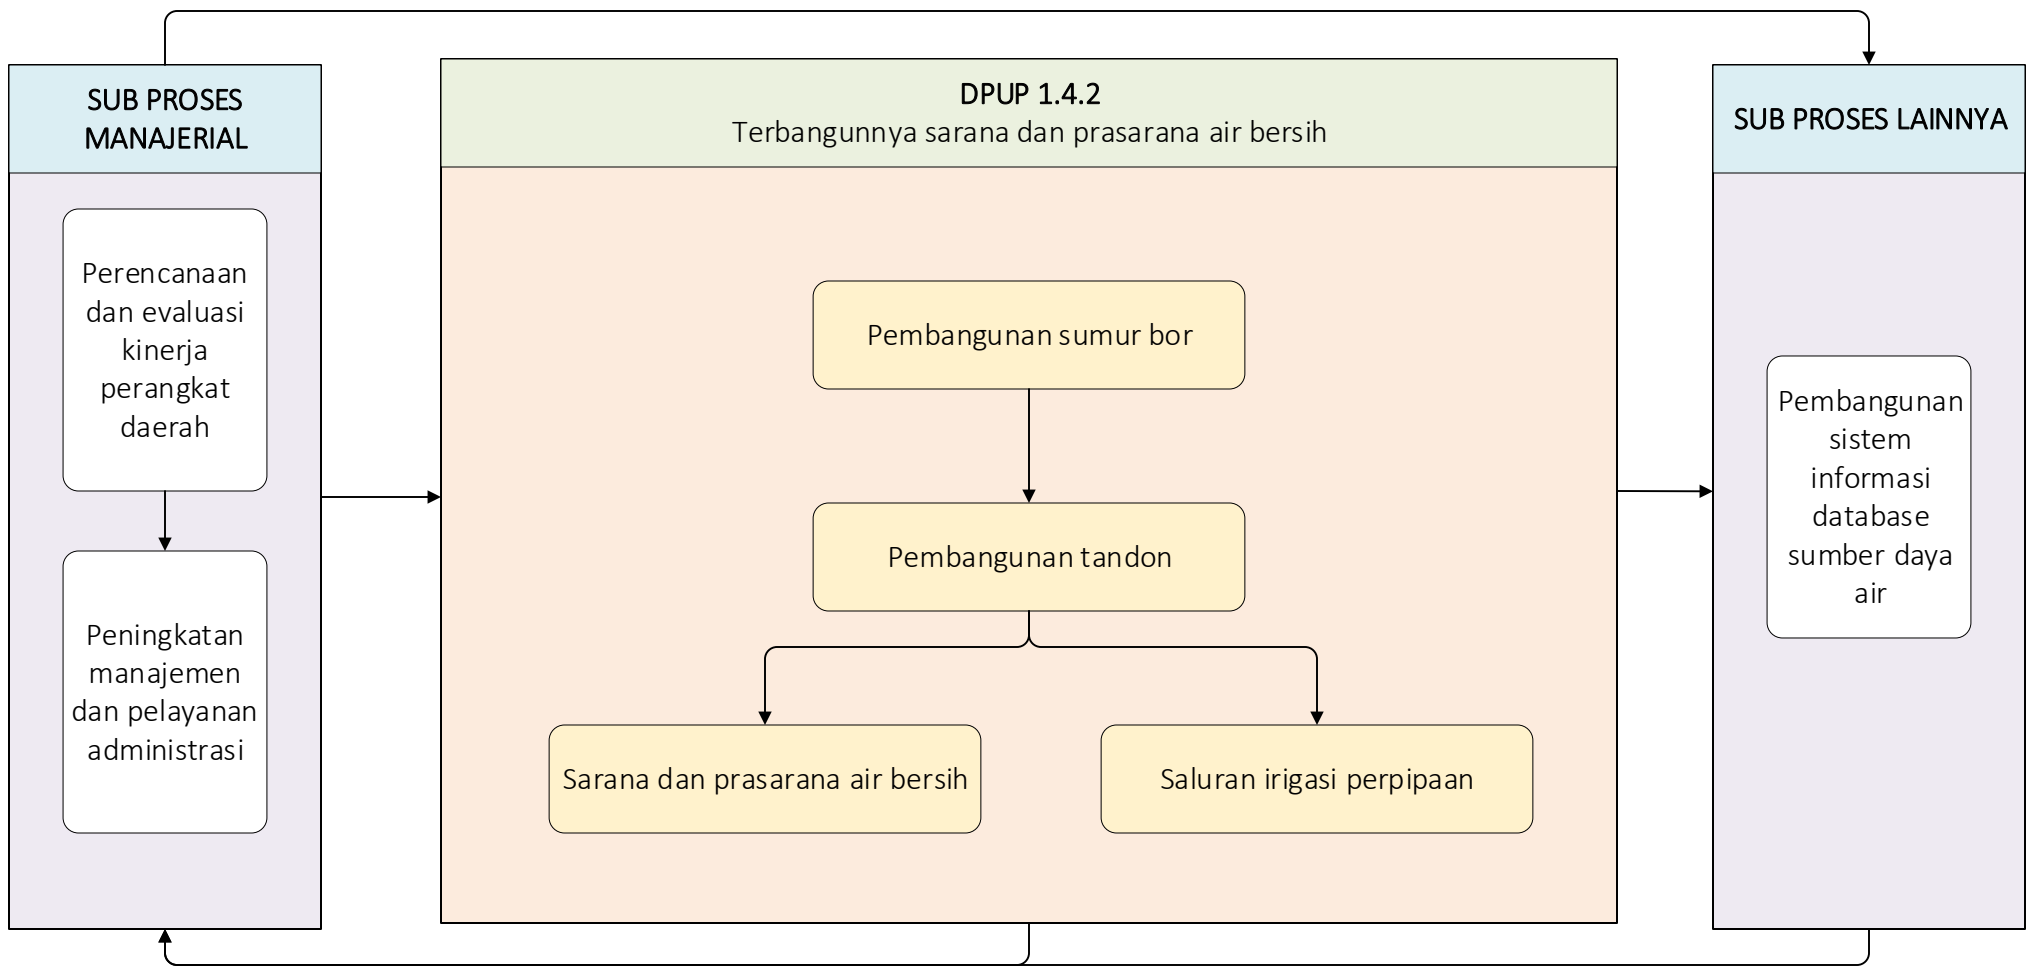 SUB PROSES
MANAJERIAL
Perencanaan
dan evaluasi
kinerja
perangkat
daerah
Peningkatan
manajemen
dan pelayanan
administrasi
DPUP 1.4.2
Terbangunnya sarana dan prasarana air bersih
Pembangunan sumur bor
Pembangunan tandon
Sarana dan prasarana air bersih
Saluran irigasi perpipaan
SUB PROSES LAINNYA
Pembangunan
sistem
informasi
database
sumber daya
air